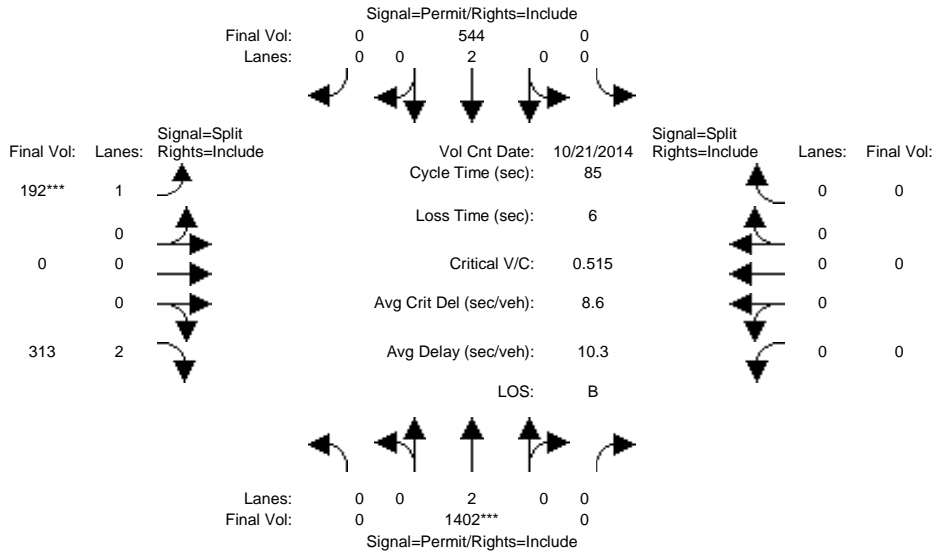 Signal=Permit/Rights=Include
Final Vol: 0 544 0
Lanes: 0 0 2 0 0
Signal=Split Signal=Split
Final Vol: Lanes: Rights=Include Vol Cnt Date: 10/21/2014 Rights=Include Lanes: Final Vol:
192*** 1 Cycle Time (sec): 85 0 0
0 Loss Time (sec): 6 0
0 0 Critical V/C: 0.515 0 0
0 Avg Crit Del (sec/veh): 8.6 0
313 2 Avg Delay (sec/veh): 10.3 0 0
LOS: B
Lanes: 0 0 2 0 0
Final Vol: 0 1402*** 0
Signal=Permit/Rights=Include